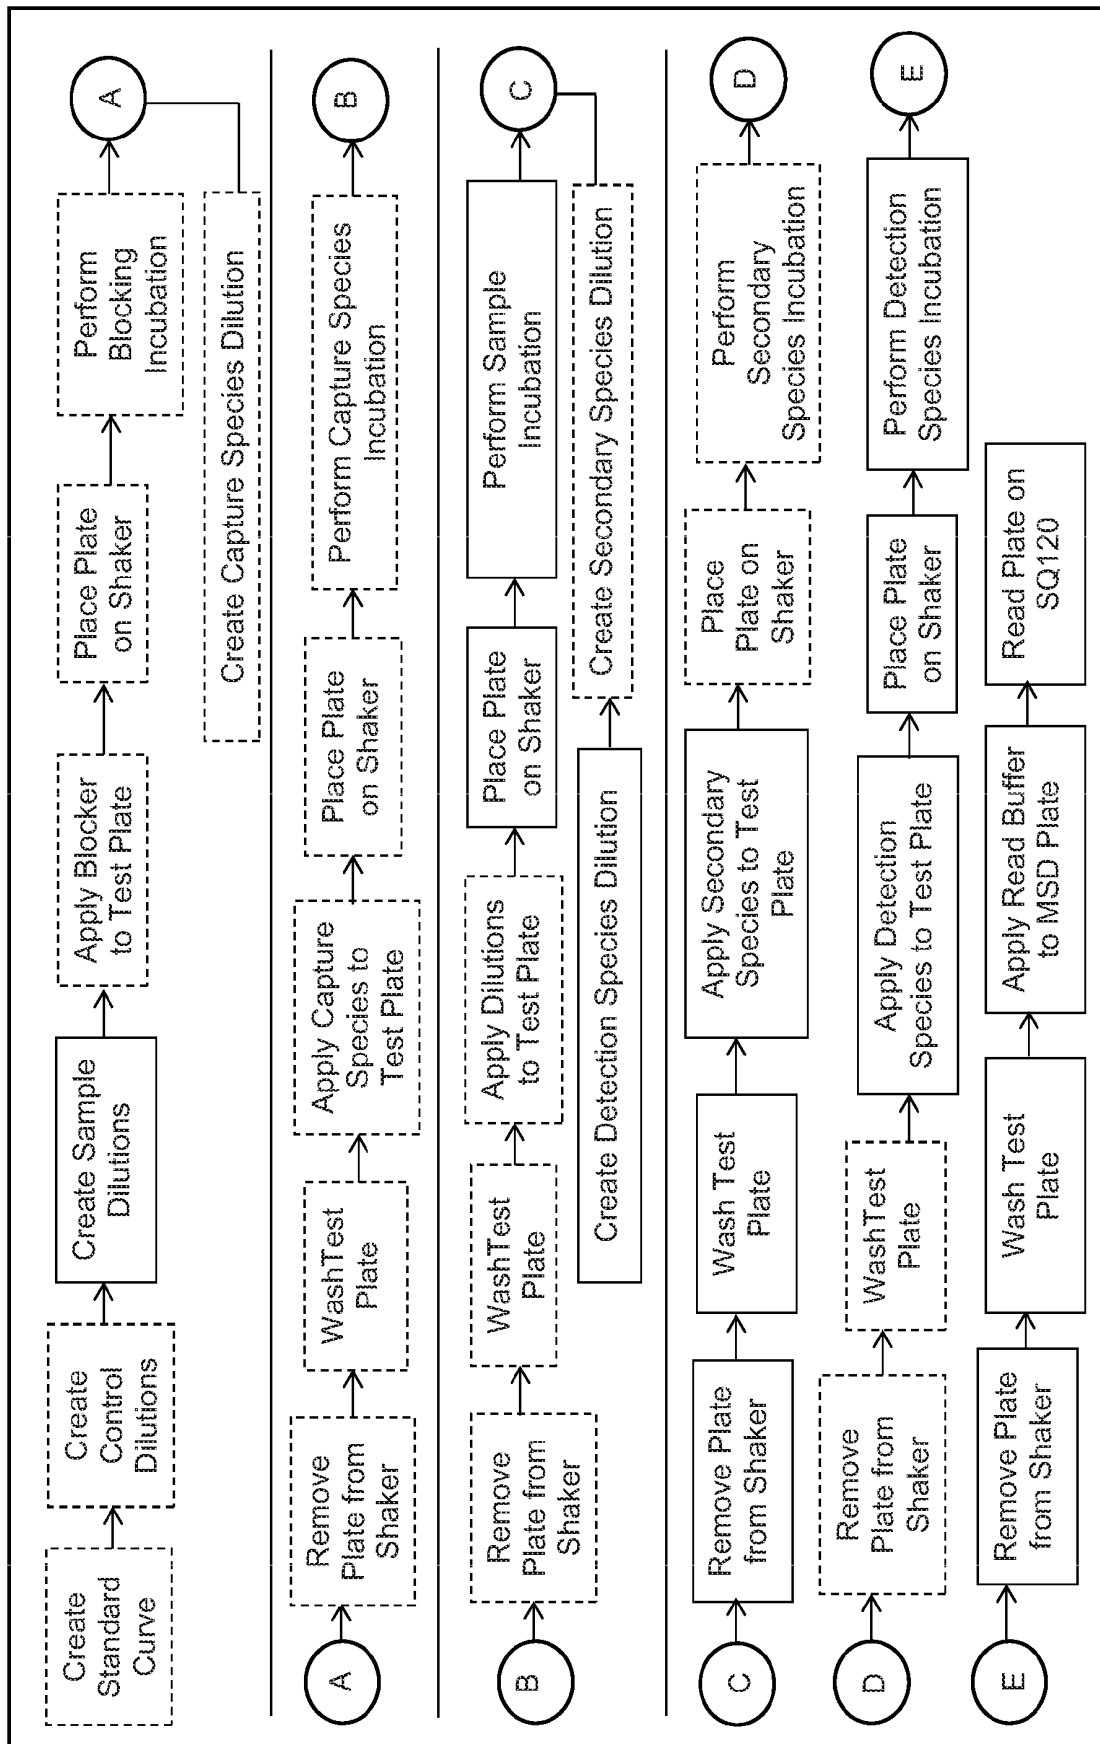 Create
Standard
Curve
Create
Control
Dilutions
Create Sample
Dilutions
Apply Blocker
to Test Plate
Place Plate
on Shaker
Perform
Blocking
Incubation
A
Create Capture Species Dilution
A
Remove
Plate from
Shaker
WashTest
Plate
Apply Capture
Species to
Test Plate
Place Plate
on Shaker
Perform Capture Species
Incubation
B
B
Remove
Plate from
Shaker
WashTest
Plate
Apply Dilutions
to Test Plate
Place Plate
on Shaker
Perform Sample
Incubation
C
Create Detection Species Dilution
Create Secondary Species Dilution
C
Remove Plate
from Shaker
Wash Test
Plate
Apply Secondary
Species to Test
Plate
Place
Plate on
Shaker
Perform
Secondary
Species Incubation
D
D
Remove
Plate from
Shaker
WashTest
Plate
Apply Detection
Species to Test Plate
Place Plate
on Shaker
Perform Detection
Species Incubation
E
E
Remove Plate
from Shaker
Wash Test
Plate
Apply Read Buffer
to MSD Plate
Read Plate on
SQ120